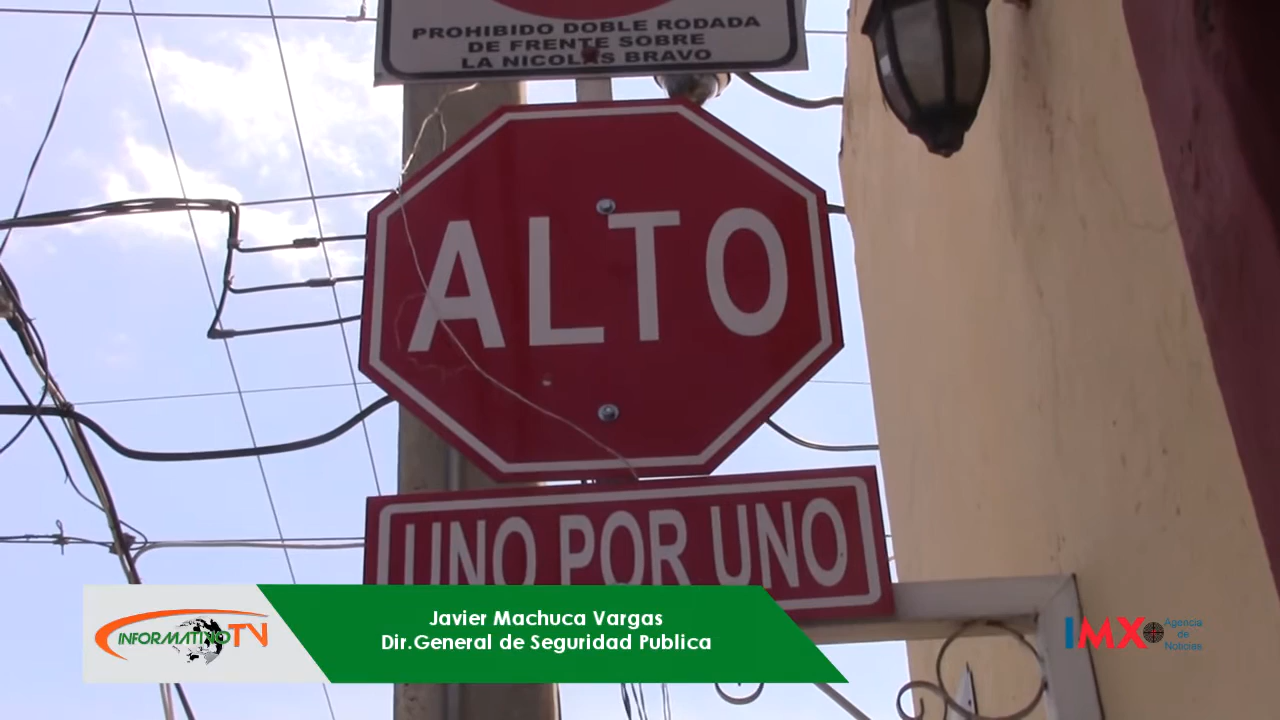 PROHIBIDO DOBLE RODADA
DE FRENTE SOBRE
LA NICOLAS BRAVO
ALTO
UNO POR UNO
INFORMATIVO TV
Javier Machuca Vargas
Dir.General de Seguridad Publica
IMX
Agencia
de
Noticias